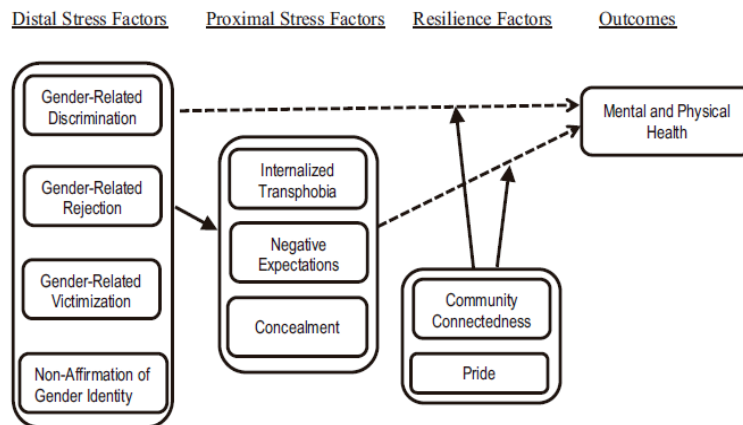 Distal Stress Factors
Proximal Stress Factors
Resilience Factors
Outcomes
Gender-Related
Discrimination
Gender-Related
Rejection
Gender-Related
Victimization
Non-Affirmation of
Gender Identity
Internalized
Transphobia
Negative
Expectations
Concealment
Community
Connectedness
Pride
Mental and Physical
Health